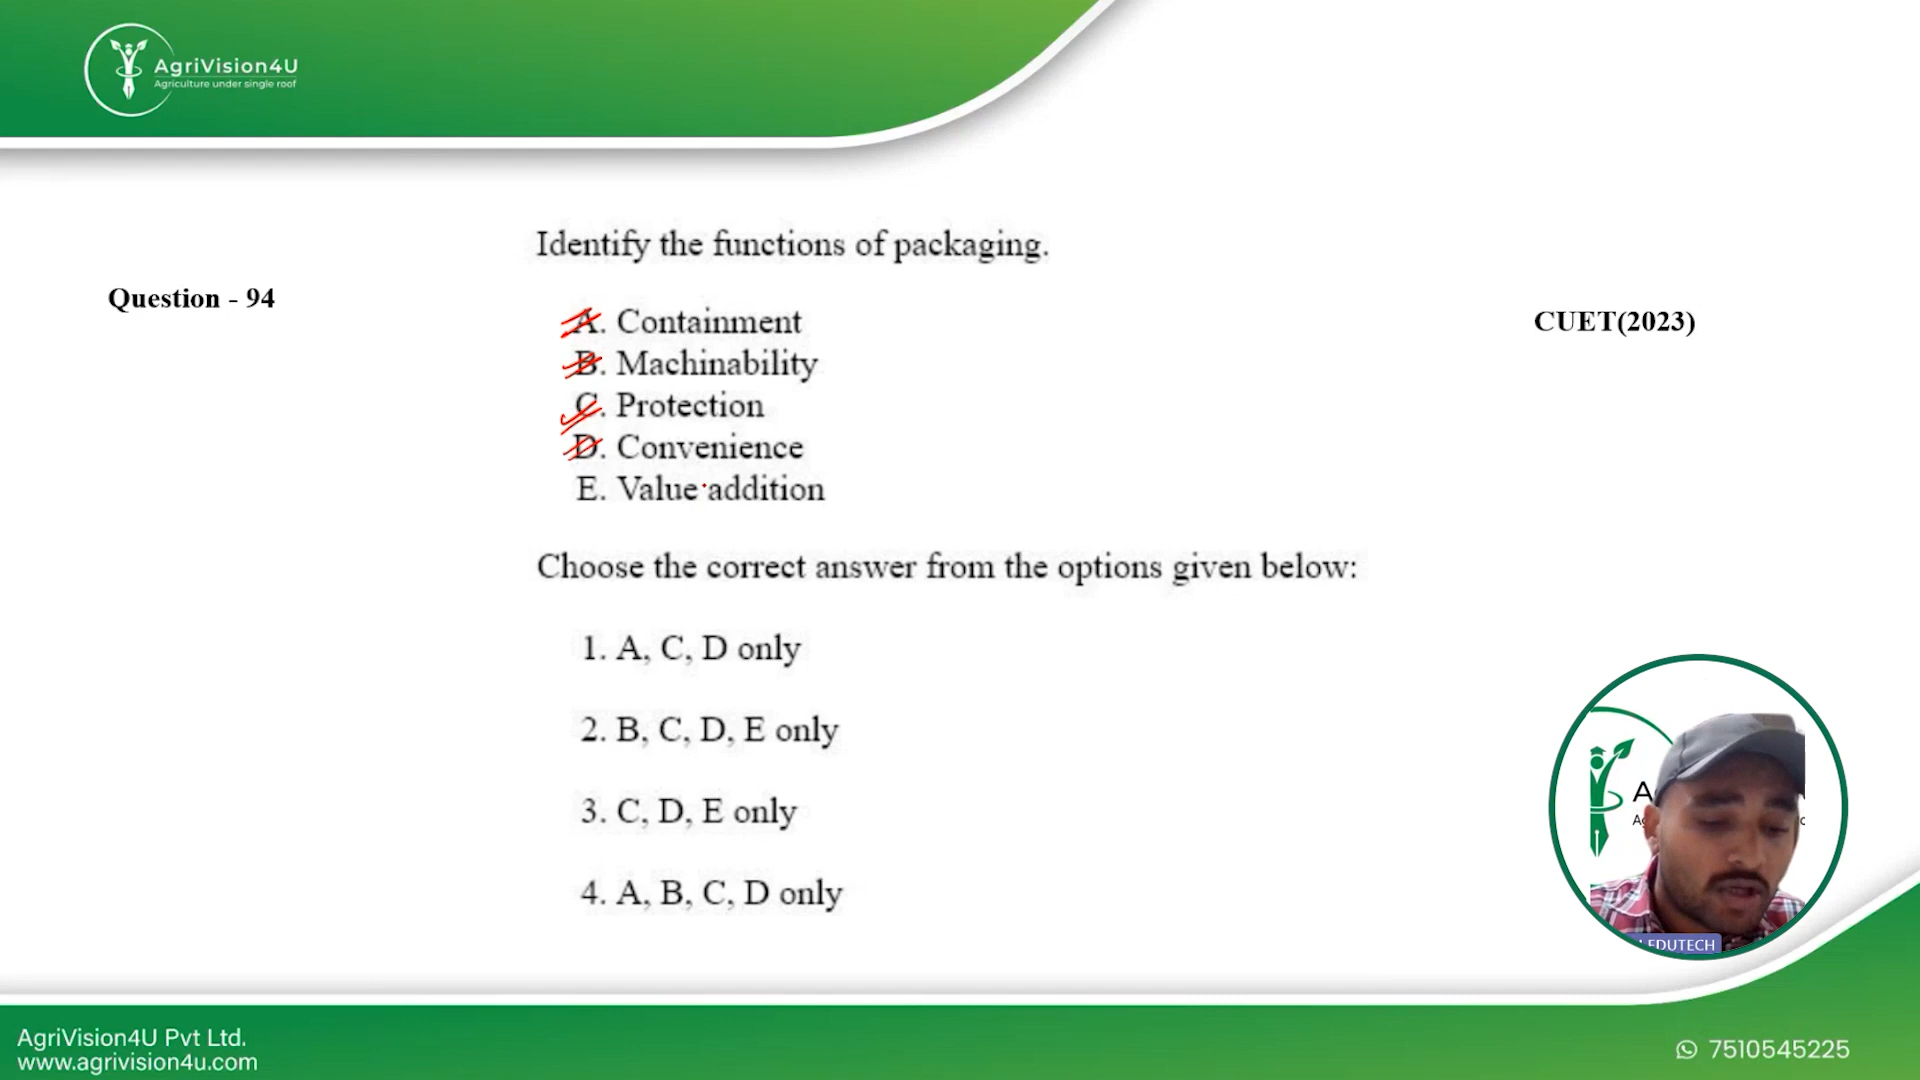 AgriVision4U
Agriculture under single roof
Identify the functions of packaging.
Question - 94
CUET(2023)
A. Containment
B. Machinability
C. Protection
D. Convenience
E. Value addition
Choose the correct answer from the options given below:
1. A, C, D only
2. B, C, D, E only
3. C, D, E only
4. A, B, C, D only
EDUTECH
AgriVision4U Pvt Ltd.
www.agrivision4u.com
7510545225